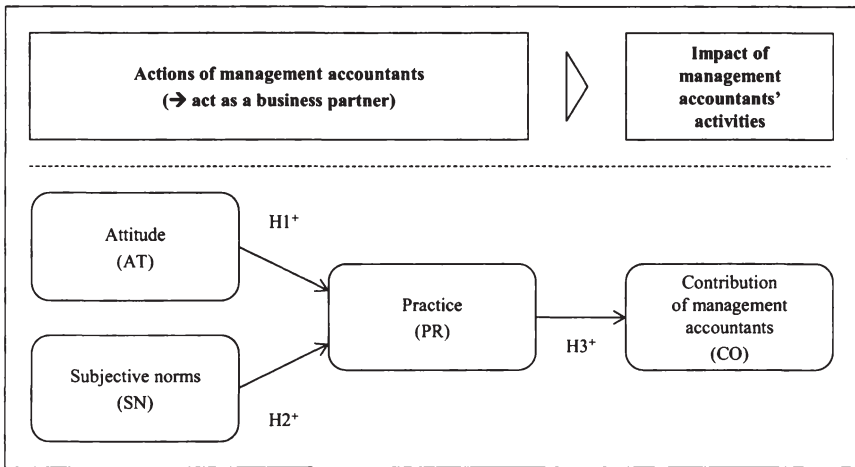 Actions of management accountants
(→ act as a business partner)
Impact of
management
accountants'
activities
Attitude
(AT)
H1⁺
Practice
(PR)
Contribution
of management
accountants
(CO)
H3⁺
Subjective norms
(SN)
H2⁺